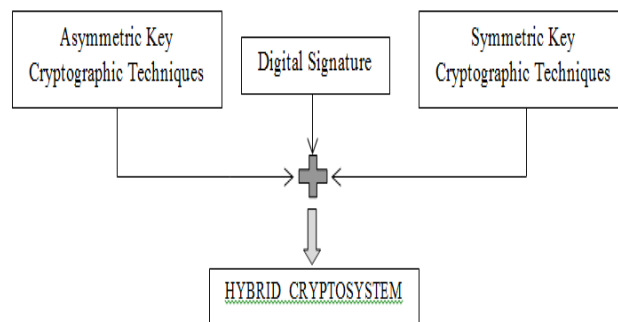 Asymmetric Key
Cryptographic Techniques
Digital Signature
Symmetric Key
Cryptographic Techniques
HYBRID CRYPTOSYSTEM